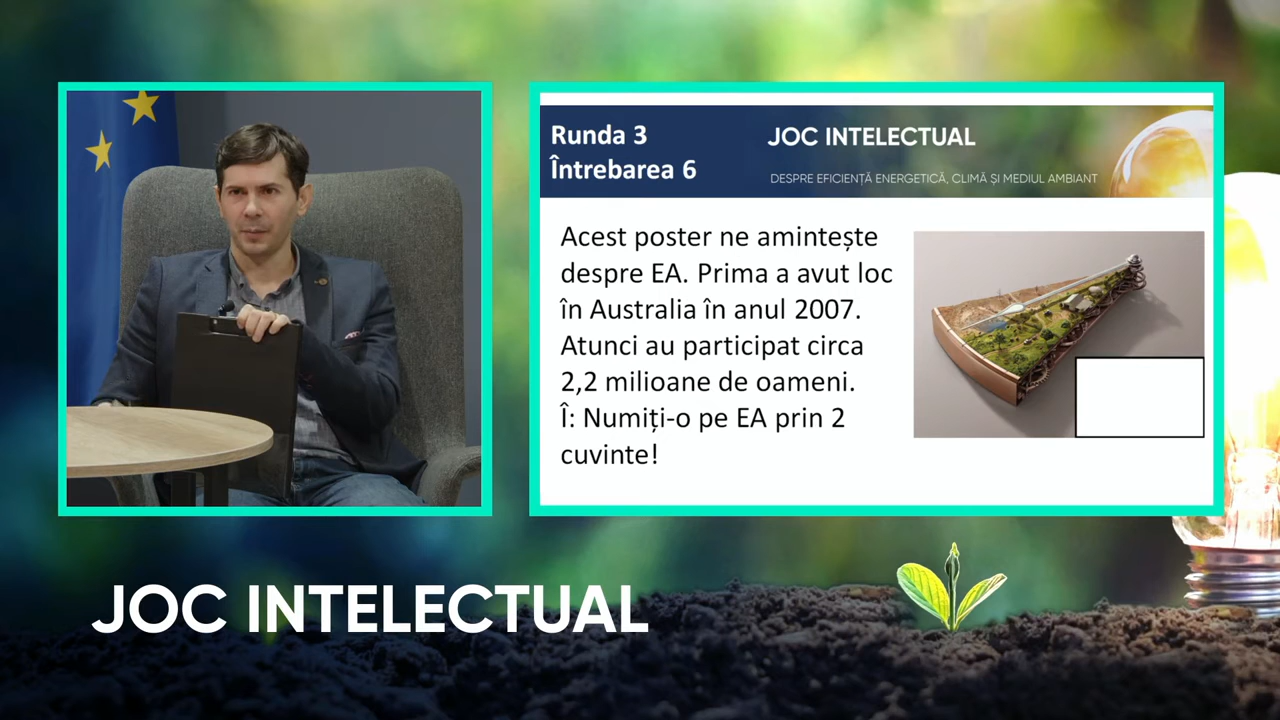 Runda 3
Întrebarea 6
JOC INTELECTUAL
DESPRE EFICIENȚĂ ENERGETICĂ, CLIMĂ ȘI MEDIUL AMBIANT
Acest poster ne amintește
despre EA. Prima a avut loc
în Australia în anul 2007.
Atunci au participat circa
2,2 milioane de oameni.
Î: Numiți-o pe EA prin 2
cuvinte!
JOC INTELECTUAL